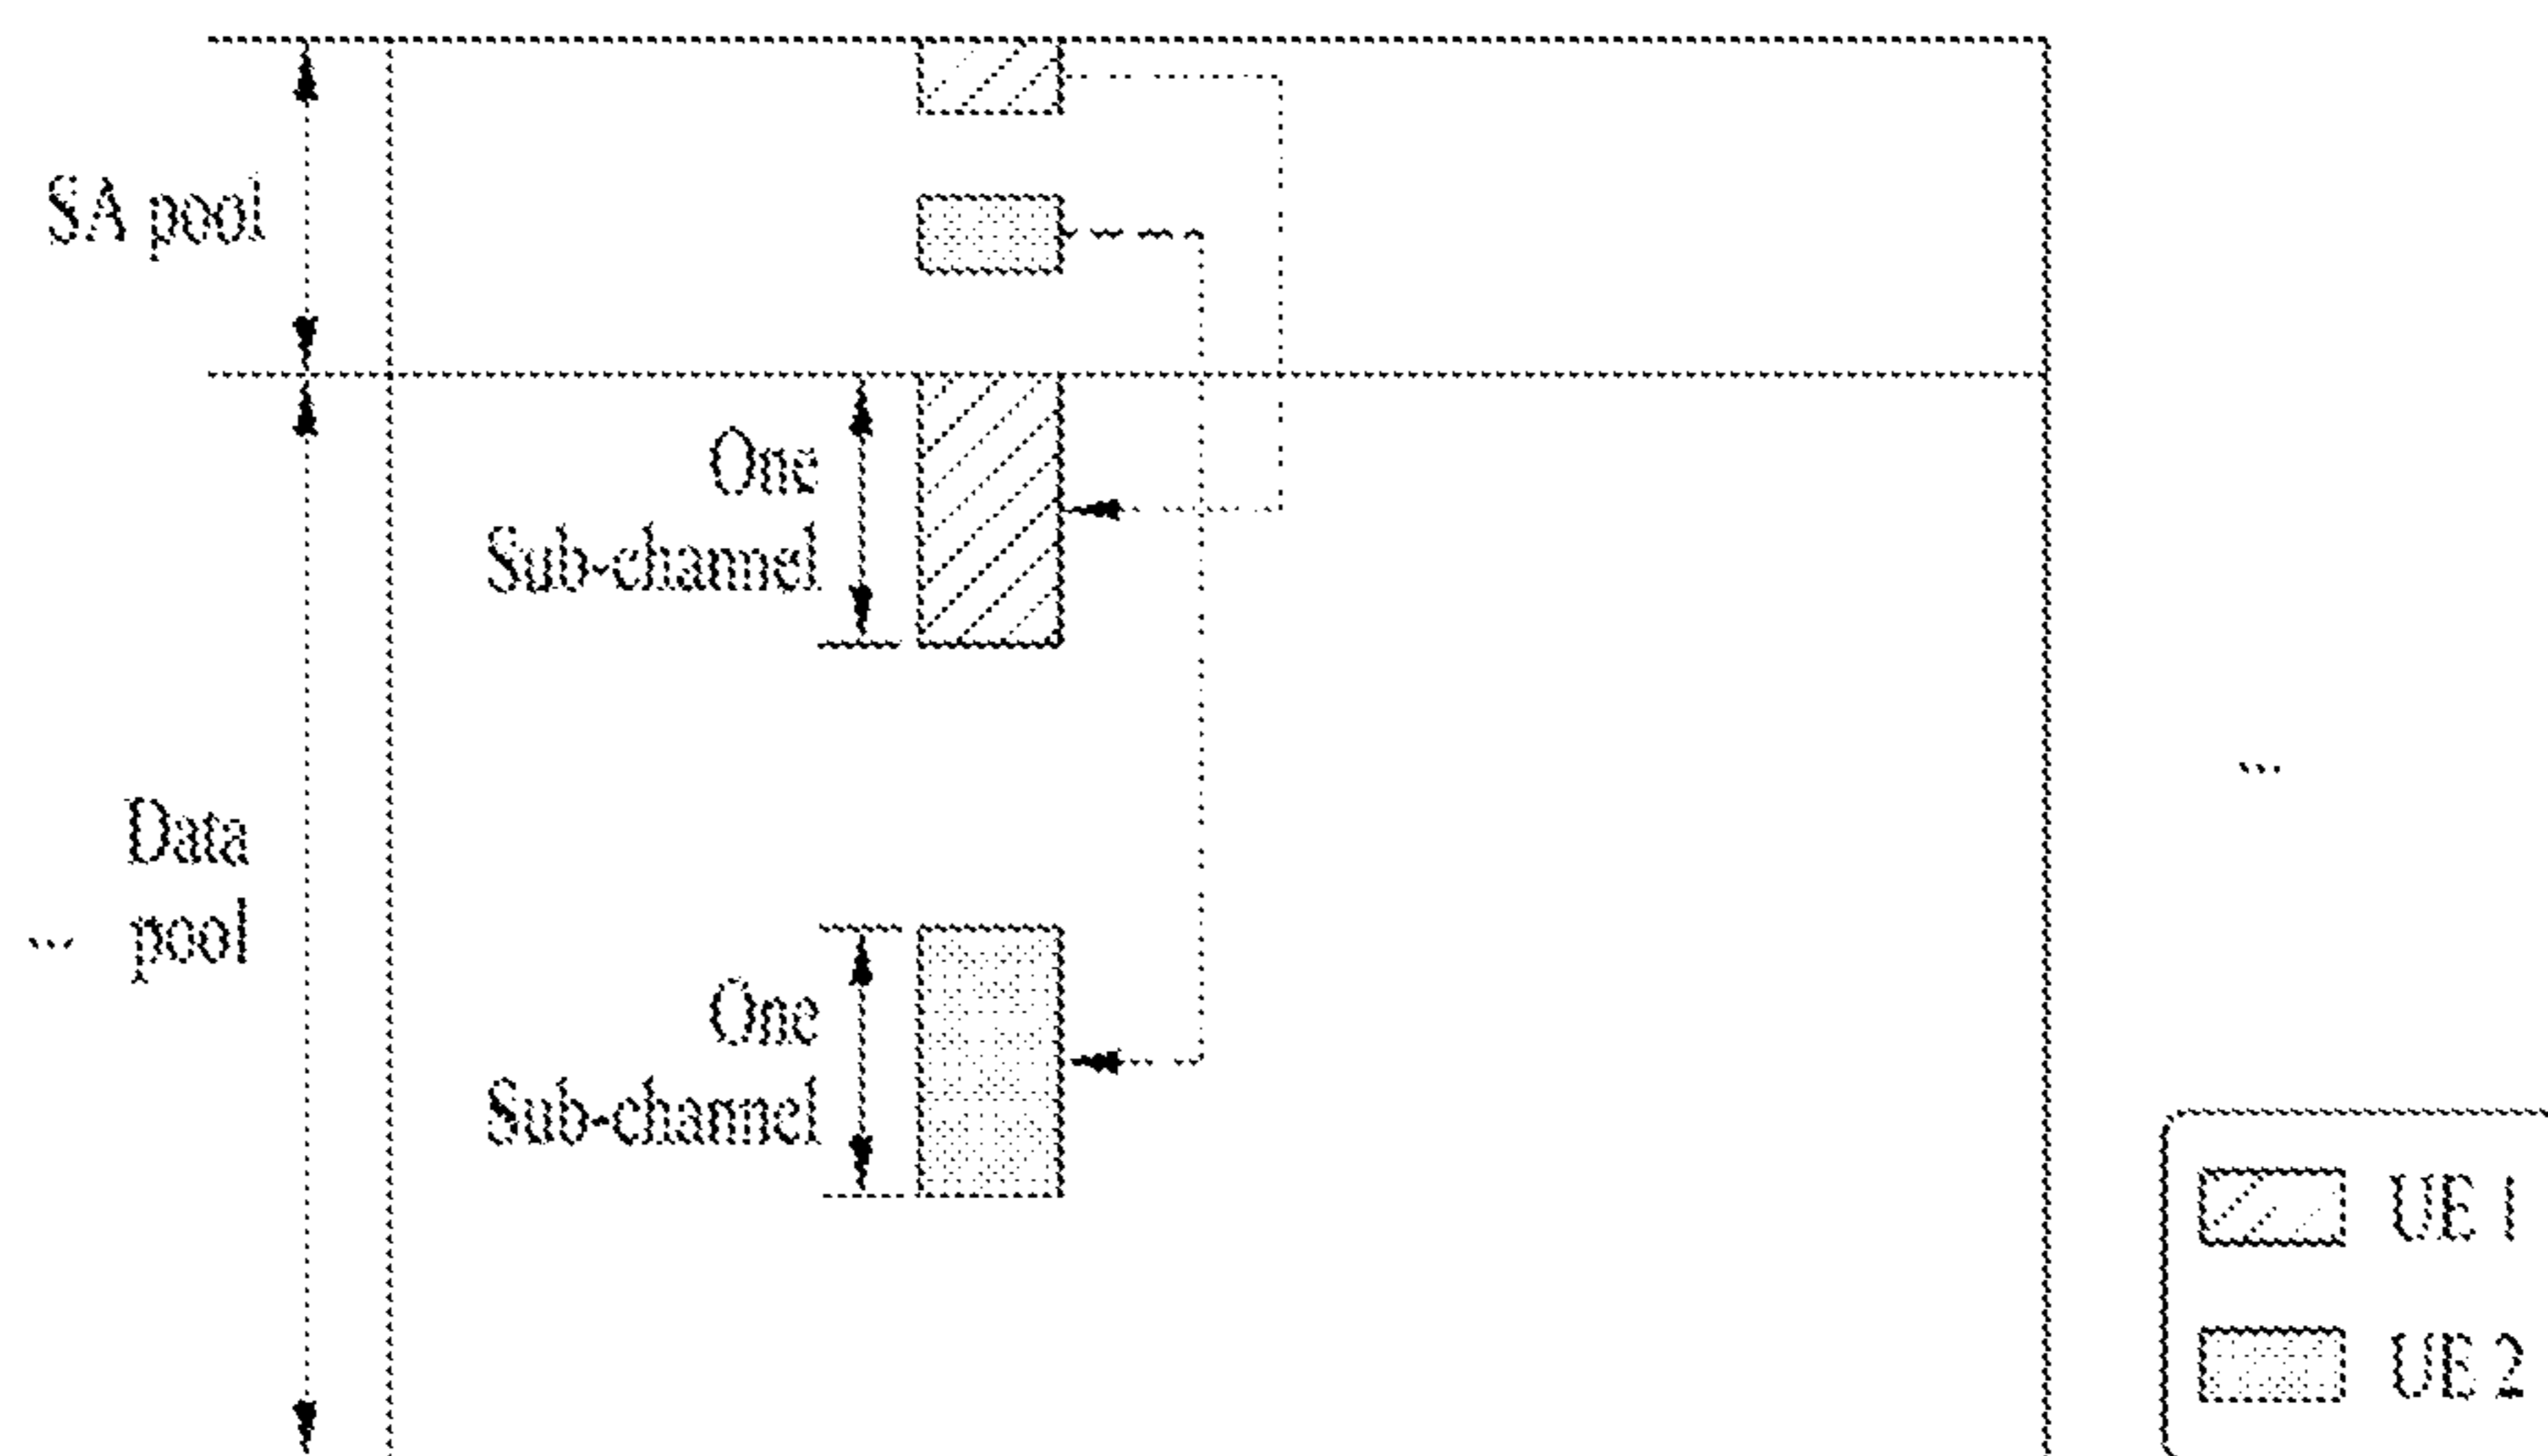 SA pool
One
Sub-channel
Data
pool
...
...
One
Sub-channel
UE 1
UE 2